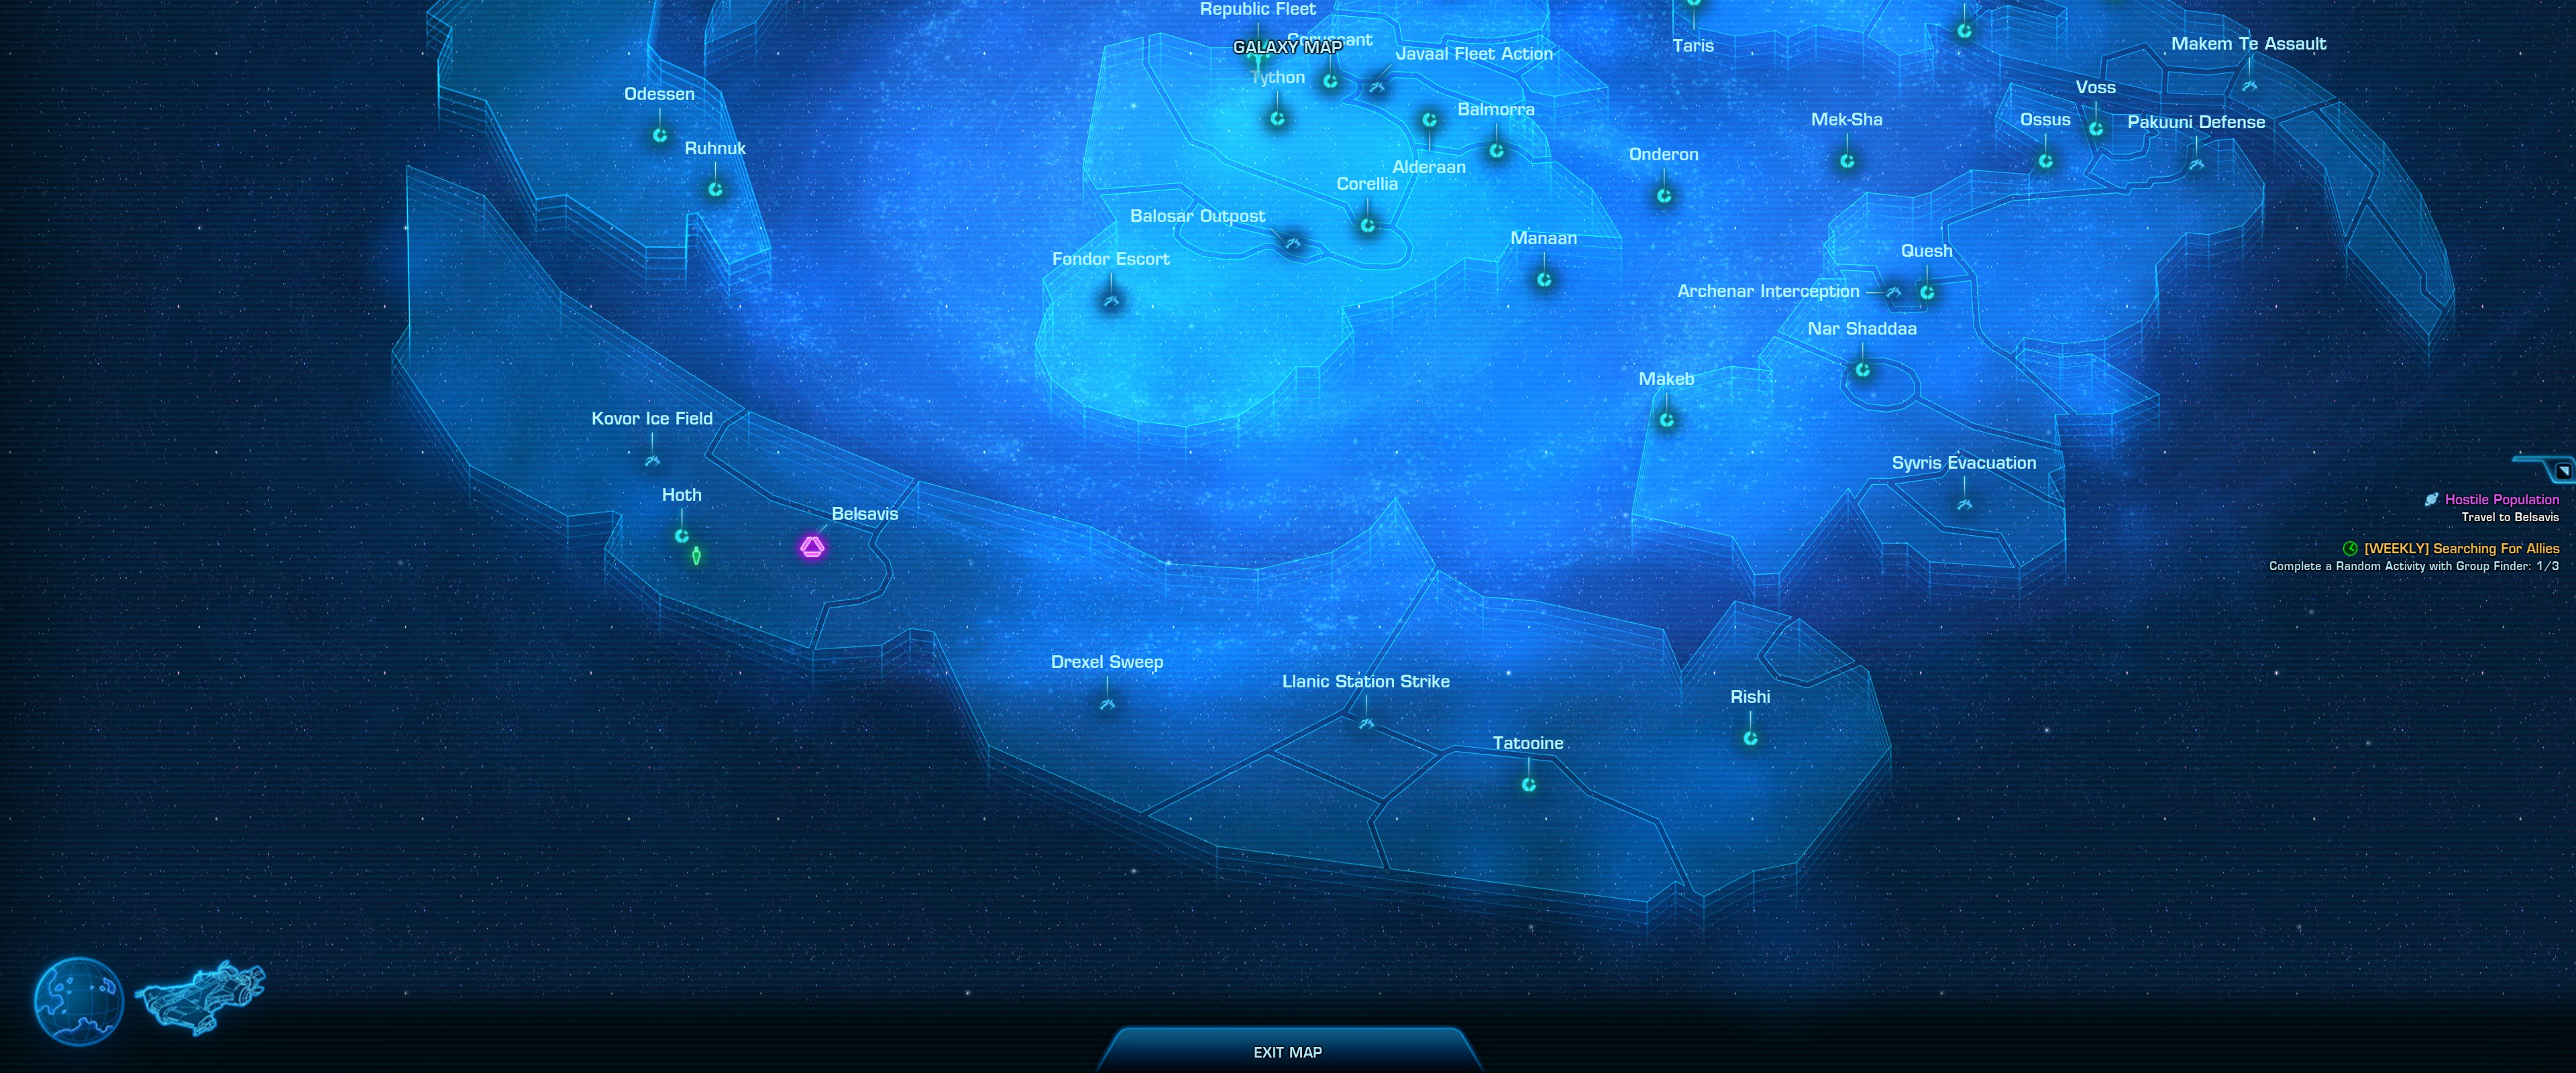 Republic Fleet
Coruscant
GALAXY MAP
Taris
Makem Te Assault
Javaal Fleet Action
Tython
Voss
Odessen
Balmorra
Mek-Sha
Ossus
Pakuuni Defense
Ruhnuk
Onderon
Alderaan
Corellia
Balosar Outpost
Manaan
Quesh
Fondor Escort
Archenar Interception
Nar Shaddaa
Makeb
Kovor Ice Field
Syvris Evacuation
Hoth
Hostile Population
Belsavis
Travel to Belsavis
[WEEKLY] Searching For Allies
Complete a Random Activity with Group Finder: 1/3
Drexel Sweep
Llanic Station Strike
Rishi
Tatooine
EXIT MAP